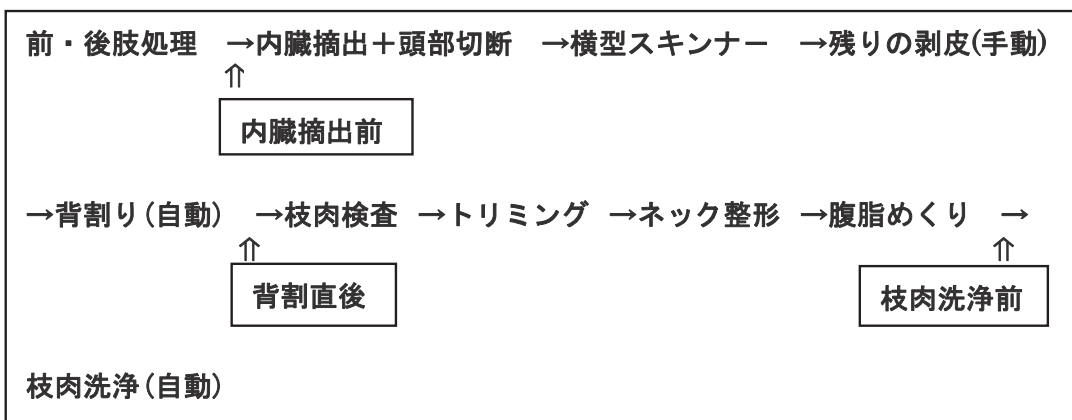 前・後肢処理　→内臓摘出＋頭部切断　→横型スキンナー　→残りの剥皮(手動)
⇑
内臓摘出前
→背割り(自動)　→枝肉検査　→トリミング　→ネック整形　→腹脂めくり　→
⇑　⇑
背割直後　枝肉洗浄前
枝肉洗浄(自動)